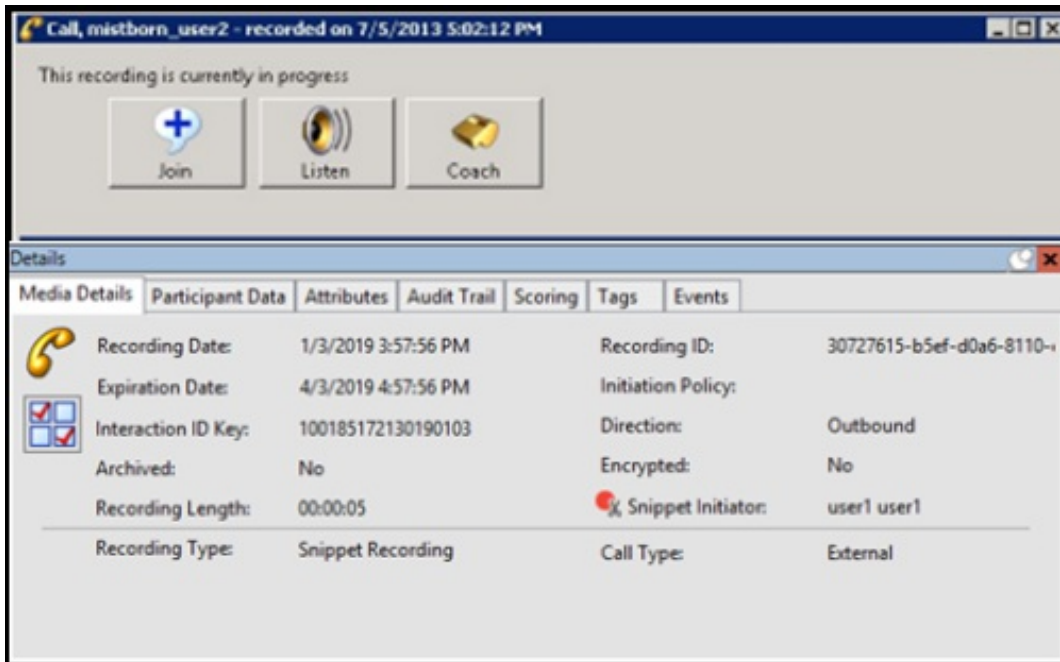 Call, mistborn_user2 - recorded on 7/5/2013 5:02:12 PM
This recording is currently in progress
Join Listen Coach
Details
Media Details Participant Data Attributes Audit Trail Scoring Tags Events
Recording Date: 1/3/2019 3:57:56 PM Recording ID: 30727615-b5ef-d0a6-8110-
Expiration Date: 4/3/2019 4:57:56 PM Initiation Policy:
Interaction ID Key: 100185172130190103 Direction: Outbound
Archived: No Encrypted: No
Recording Length: 00:00:05 Snippet Initiator: user1 user1
Recording Type: Snippet Recording Call Type: External